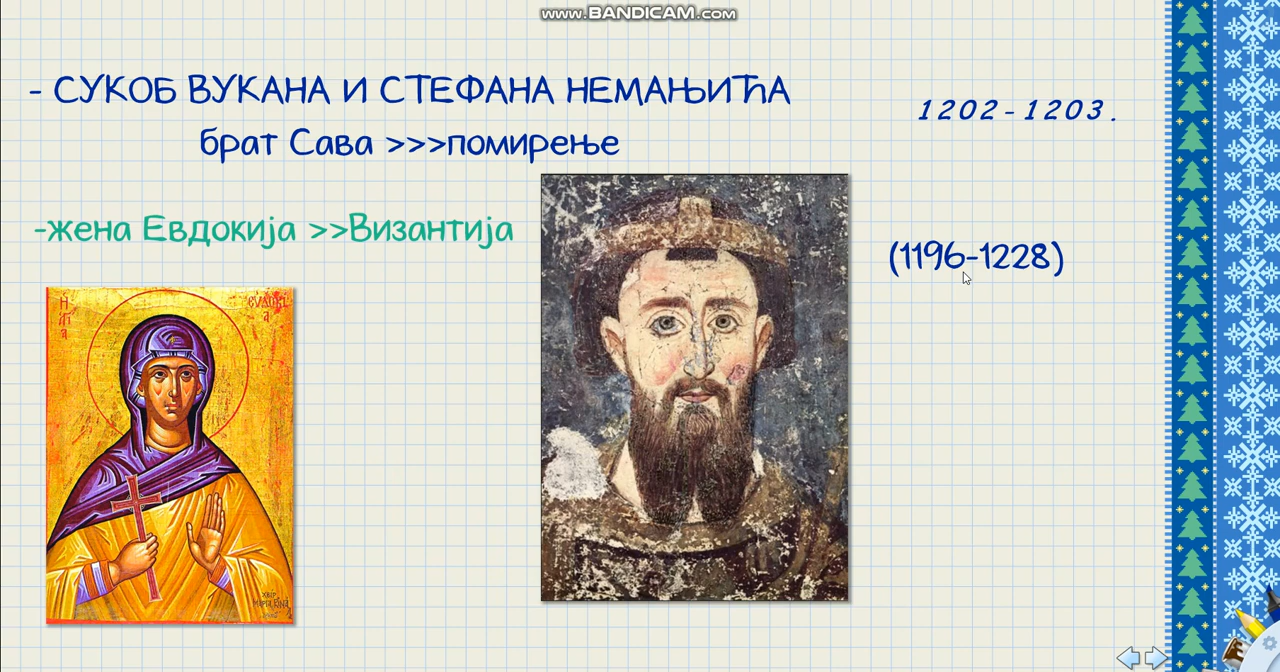 www.BANDICAM.com
- СУКОБ ВУКАНА И СТЕФАНА НЕМАЊИЋА
1202-1203.
брат Сава >>>помирење
-жена Евдокија >>Византија
(1196-1228)